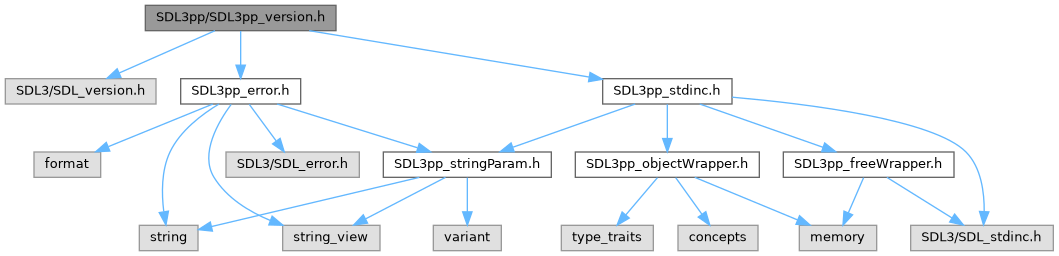 SDL3pp/SDL3pp_version.h
SDL3/SDL_version.h
SDL3pp_error.h
SDL3pp_stdinc.h
format
SDL3/SDL_error.h
SDL3pp_stringParam.h
SDL3pp_objectWrapper.h
SDL3pp_freeWrapper.h
string
string_view
variant
type_traits
concepts
memory
SDL3/SDL_stdinc.h